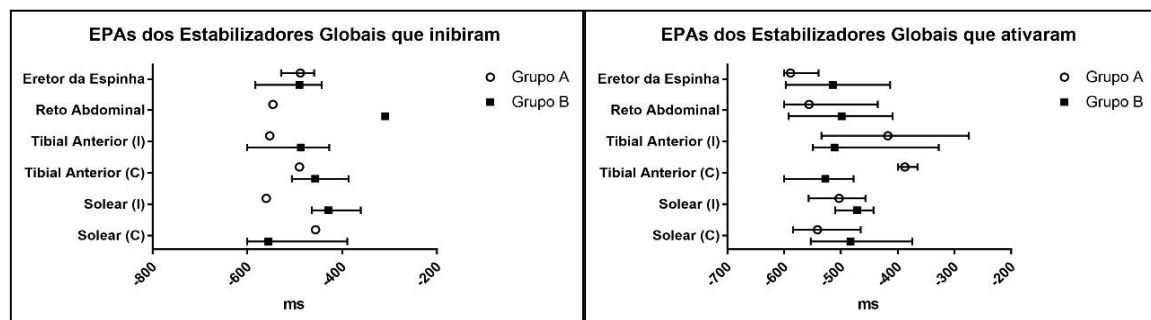 EPAs dos Estabilizadores Globais que inibiram
Eretor da Espinha
Reto Abdominal
Tibial Anterior (I)
Tibial Anterior (C)
Solear (I)
Solear (C)
Grupo A
Grupo B
-800
-600
-400
-200
ms
EPAs dos Estabilizadores Globais que ativaram
Eretor da Espinha
Reto Abdominal
Tibial Anterior (I)
Tibial Anterior (C)
Solear (I)
Solear (C)
Grupo A
Grupo B
-700
-600
-500
-400
-300
-200
ms